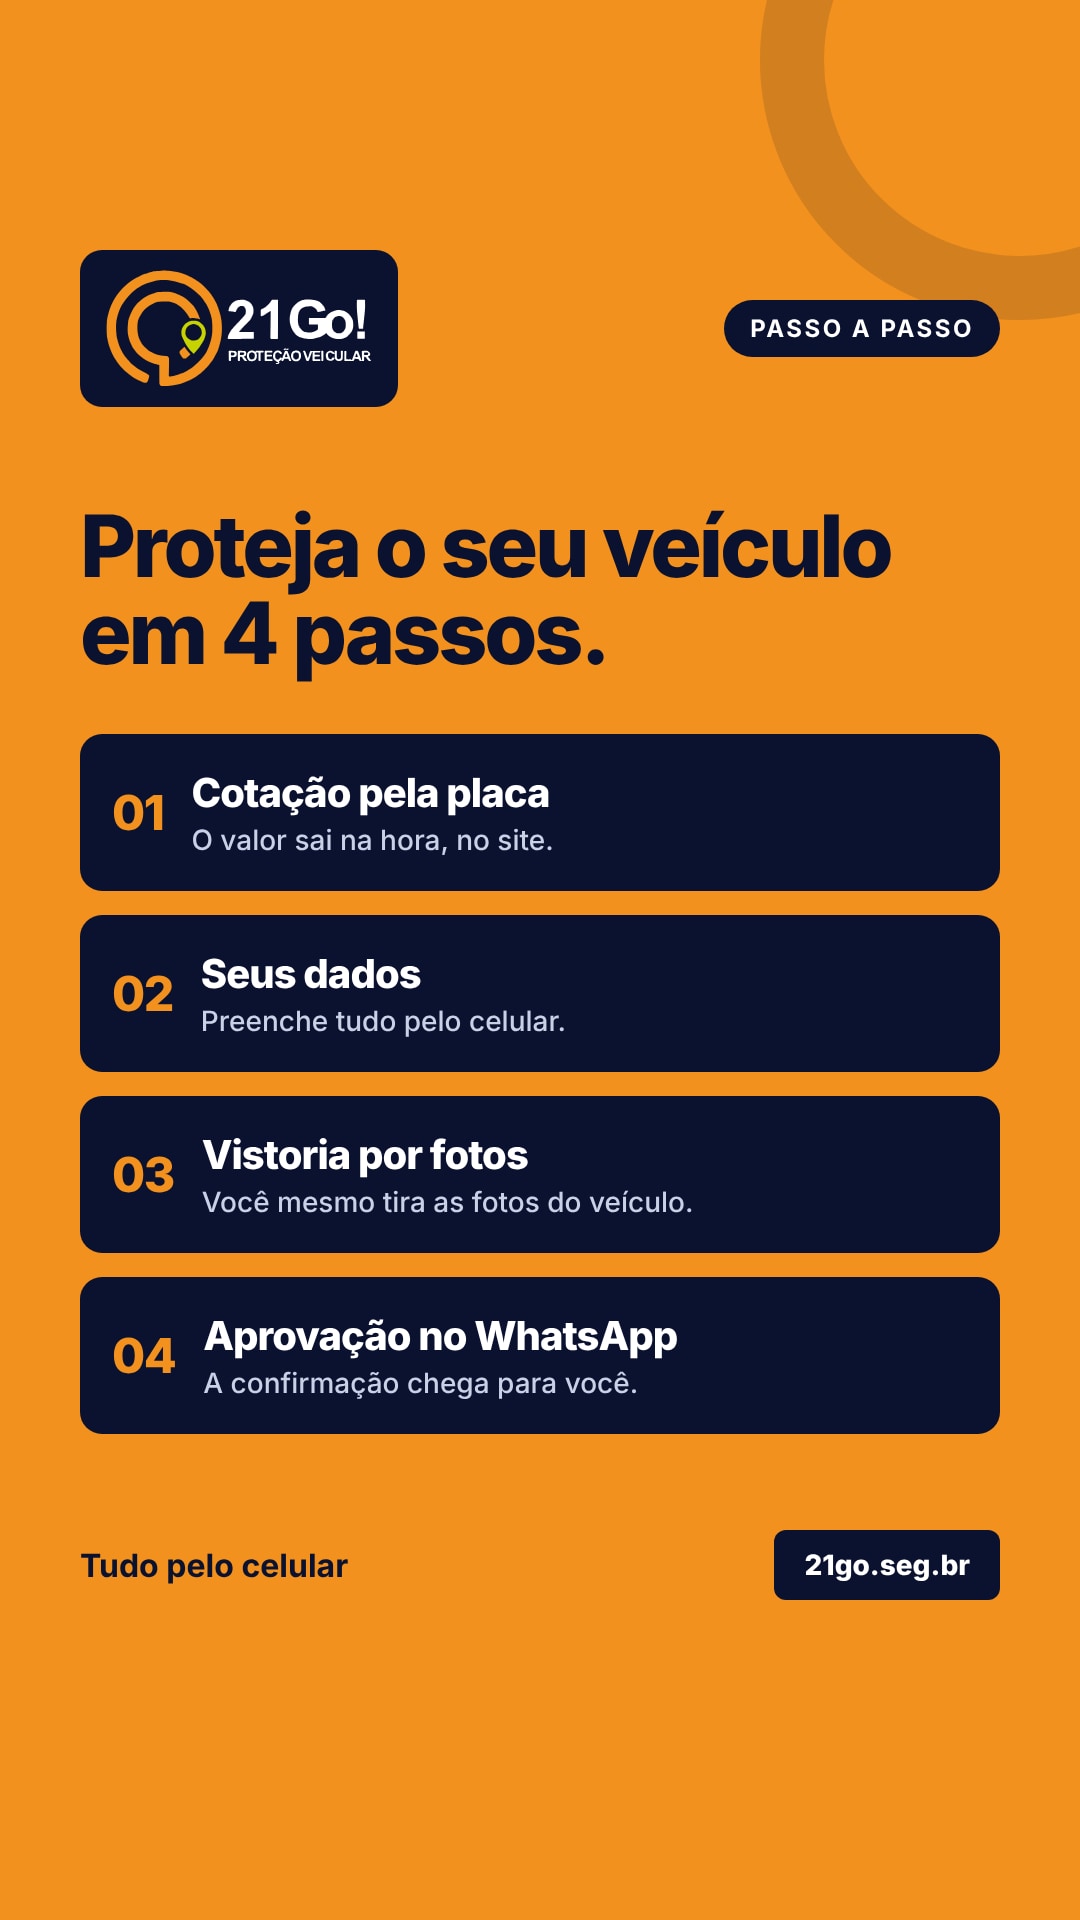 21Go!
PROTEÇÃO VEICULAR
PASSO A PASSO
Proteja o seu veículo
em 4 passos.
01
Cotação pela placa
O valor sai na hora, no site.
02
Seus dados
Preenche tudo pelo celular.
03
Vistoria por fotos
Você mesmo tira as fotos do veículo.
04
Aprovação no WhatsApp
A confirmação chega para você.
Tudo pelo celular
21go.seg.br